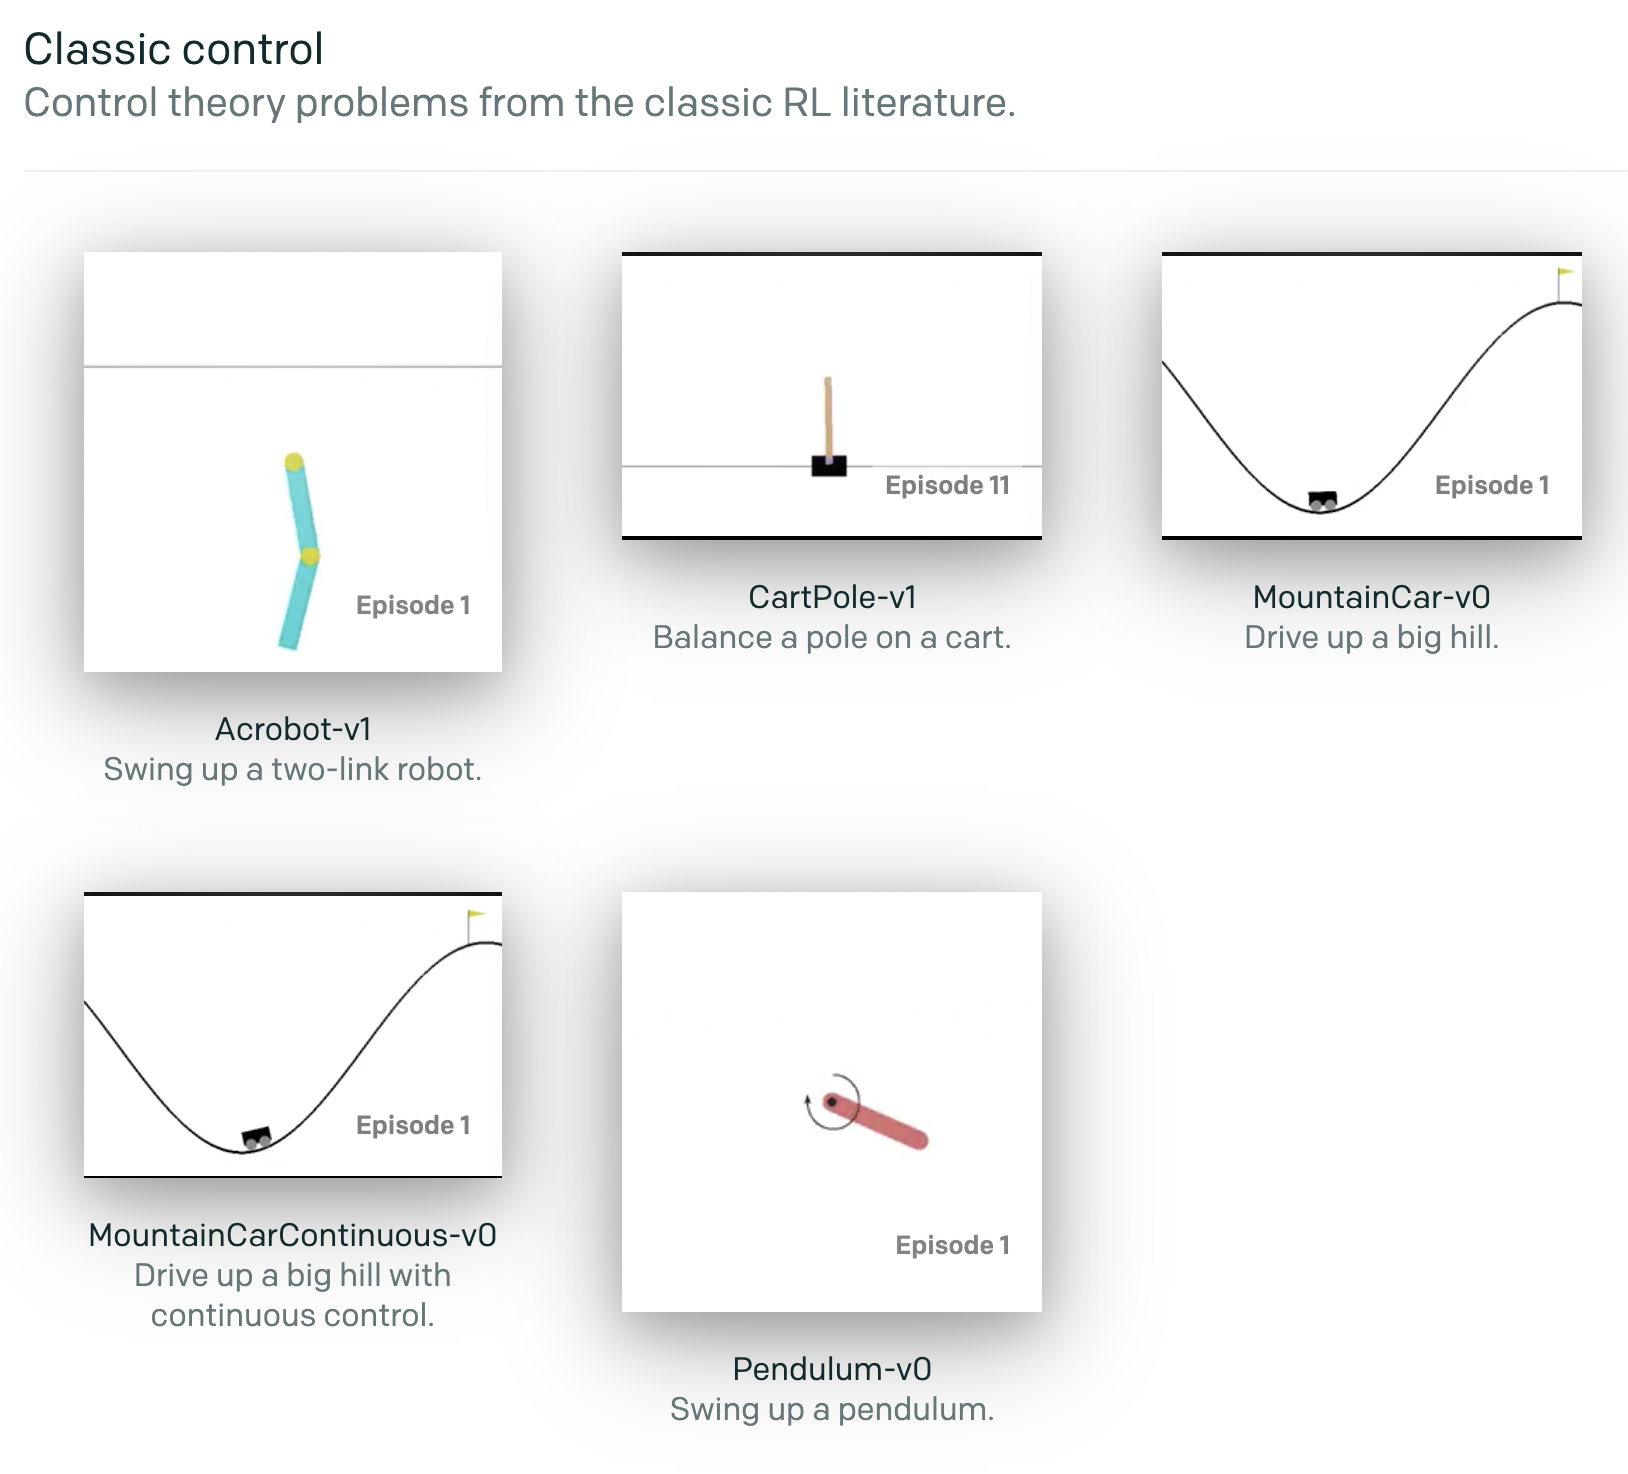 Classic control
Control theory problems from the classic RL literature.
Episode 1
Acrobot-v1
Swing up a two-link robot.
Episode 11
CartPole-v1
Balance a pole on a cart.
Episode 1
MountainCar-v0
Drive up a big hill.
Episode 1
MountainCarContinuous-v0
Drive up a big hill with
continuous control.
Episode 1
Pendulum-v0
Swing up a pendulum.